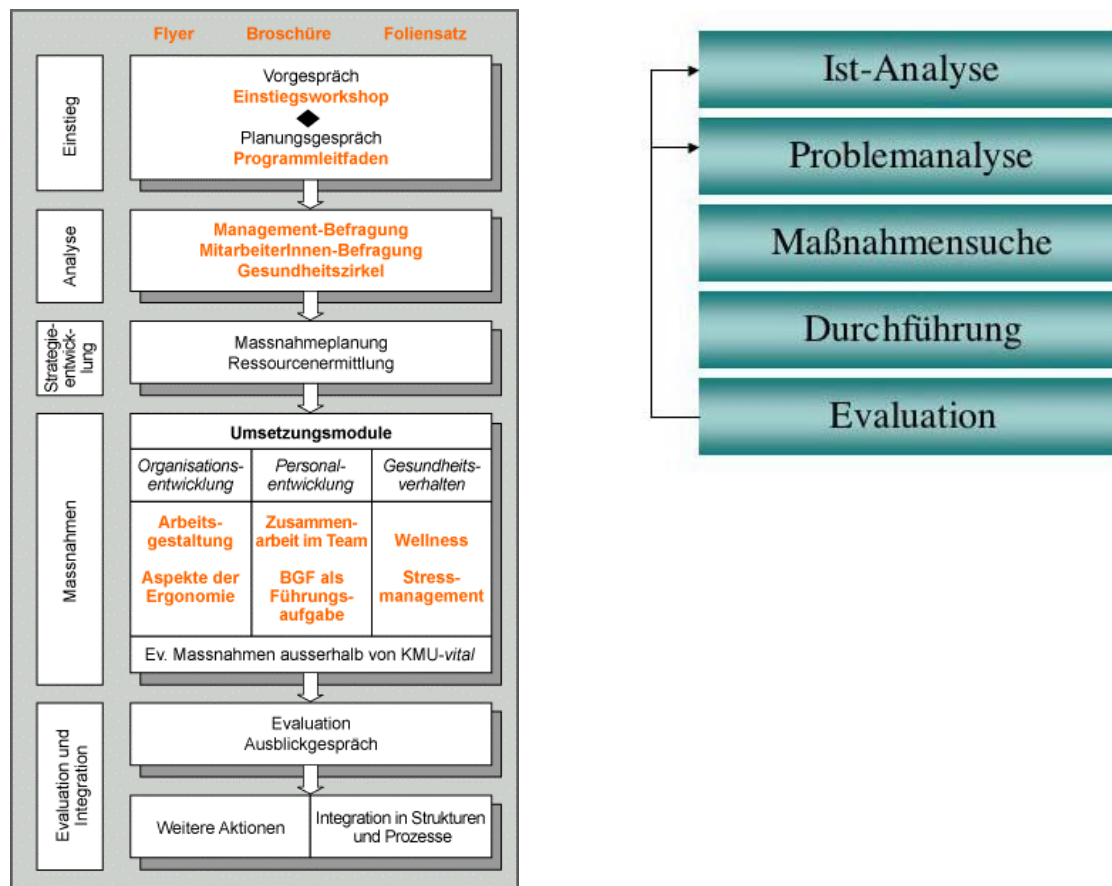 Flyer Broschüre Foliensatz
Einstieg
Vorgespräch
Einstiegsworkshop
Planungsgespräch
Programmleitfaden
Analyse
Management-Befragung
MitarbeiterInnen-Befragung
Gesundheitszirkel
Strategie-
entwick-
lung
Massnahmeplanung
Ressourcenermittlung
Massnahmen
Umsetzungsmodule
Organisations-
entwicklung
Personal-
entwicklung
Gesundheits-
verhalten
Arbeits-
gestaltung
Aspekte der
Ergonomie
Zusammen-
arbeit im Team
BGF als
Führungs-
aufgabe
Wellness
Stress-
management
Ev. Massnahmen ausserhalb von KMU-vital
Evaluation und
Integration
Evaluation
Ausblickgespräch
Weitere Aktionen
Integration in Strukturen
und Prozesse
Ist-Analyse
Problemanalyse
Maßnahmensuche
Durchführung
Evaluation